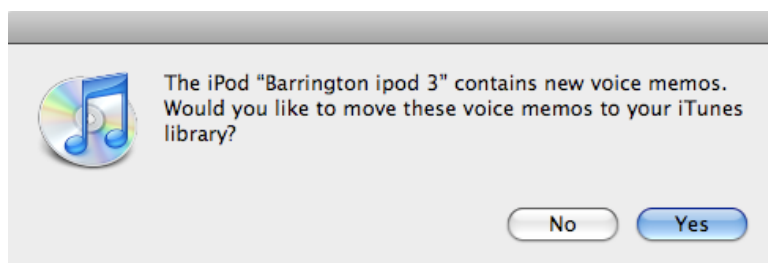 The iPod “Barrington ipod 3” contains new voice memos.
Would you like to move these voice memos to your iTunes
library?
No
Yes